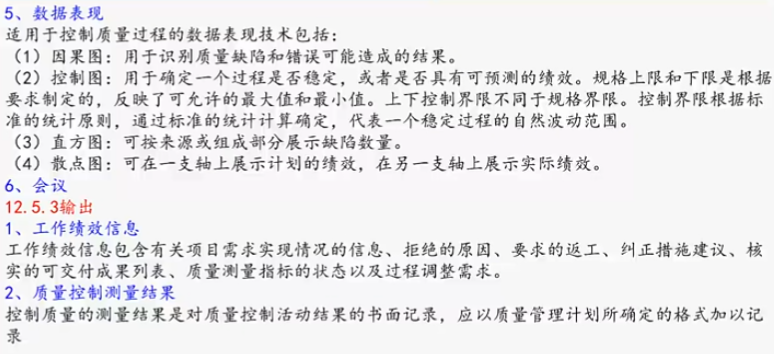 5、数据表现
适用于控制质量过程的数据表现技术包括:
（1）因果图：用于识别质量缺陷和错误可能造成的结果。
（2）控制图：用于确定一个过程是否稳定，或者是否具有可预测的绩效。规格上限和下限是根
据要求制定的，反映了可允许的最大值和最小值。上下控制界限不同于规格界限。控制界限根据标
准的统计原则，通过标准的统计计算确定，代表一个稳定过程的自然波动范围。
（3）直方图：可按来源或组成部分展示缺陷数量。
（4）散点图：可在一支轴上展示计划的绩效，在另一支轴上展示实际绩效。
6、会议
12.5.3输出
1、工作绩效信息
工作绩效信息包含有关项目需求实现情况的信息、拒绝的原因、要求的返工、纠正措施建议、核
实的可交付成果列表、质量测量指标的状态以及过程调整需求。
2、质量控制测量结果
控制质量的测量结果是对质量控制活动结果的书面记录，应以质量管理计划所确定的格式加以记
录